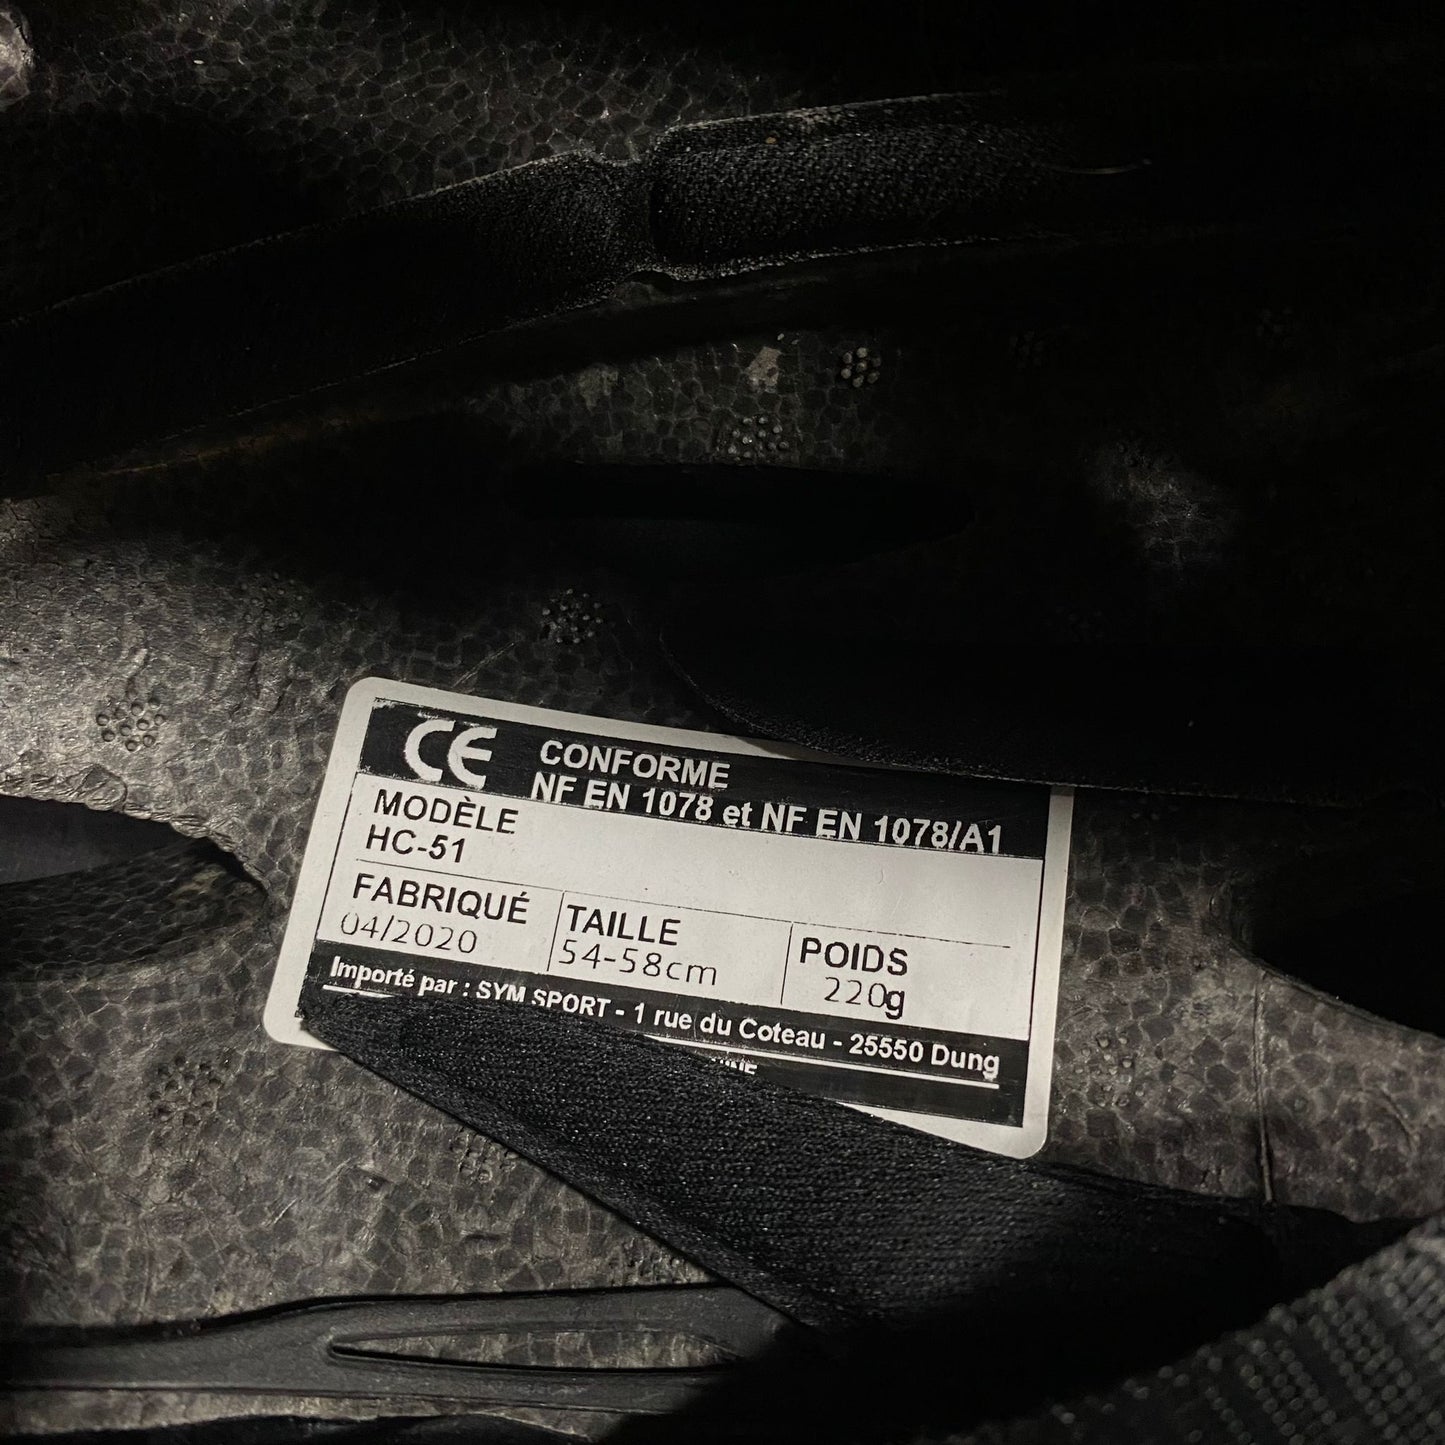 CE CONFORME
NF EN 1078 et NF EN 1078/A1
MODÈLE
HC-51
FABRIQUÉ
04/2020
TAILLE
54-58cm
POIDS
220g
Importé par : SYM SPORT - 1 rue du Coteau - 25550 Dung